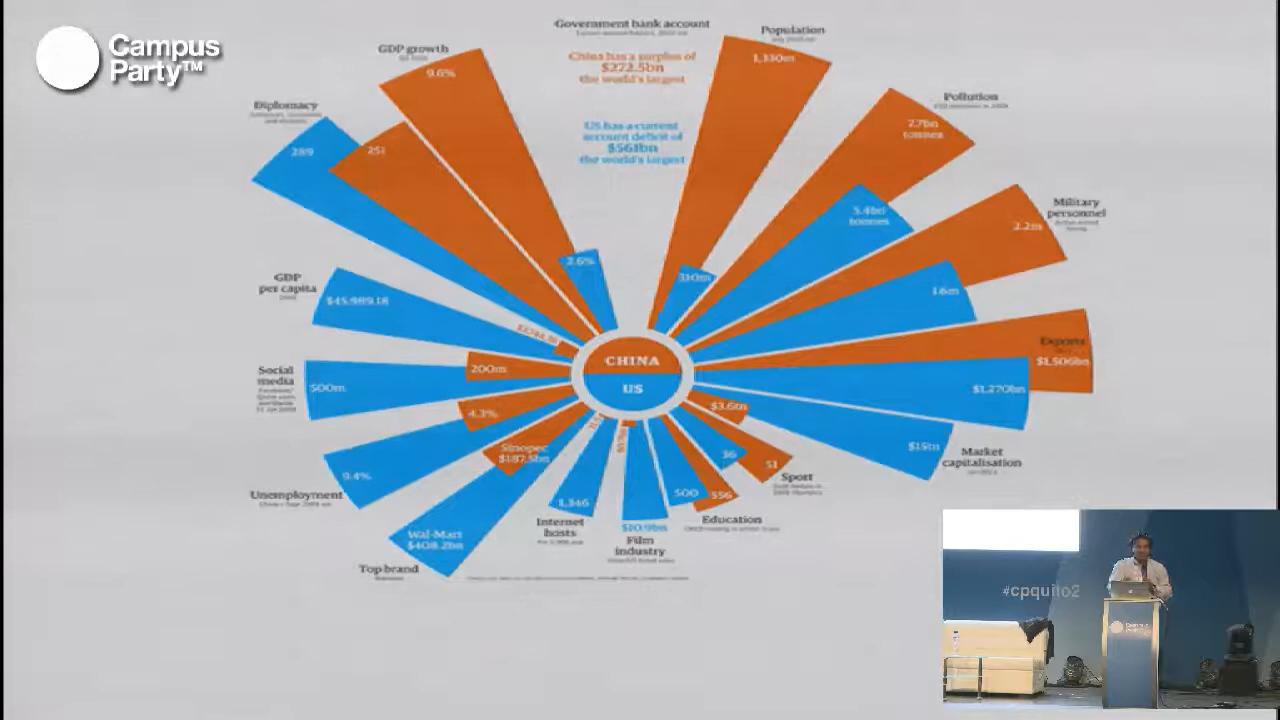 Campus
Party™
Government bank account
China has a surplus of
$272.5bn
the world's largest
US has a current
account deficit of
$561bn
the world's largest
GDP growth
9.6%
2.6%
Population
1,330m
310m
Diplomacy
289
251
Pollution
7.7bn
tonnes
5.4bn
tonnes
Military
personnel
2.2m
1.6m
GDP
per capita
$45,989.18
Exports
$1,506bn
$1,270bn
CHINA
US
Social
media
500m
200m
Market
capitalisation
$15tn
$3.6tn
Unemployment
9.4%
4.3%
Sport
36
51
Education
500
556
Film
industry
$10.9bn
Internet
hosts
1,346
Top brand
Wal-Mart
$408.2bn
Sinopec
$187.5bn
#cpquito2